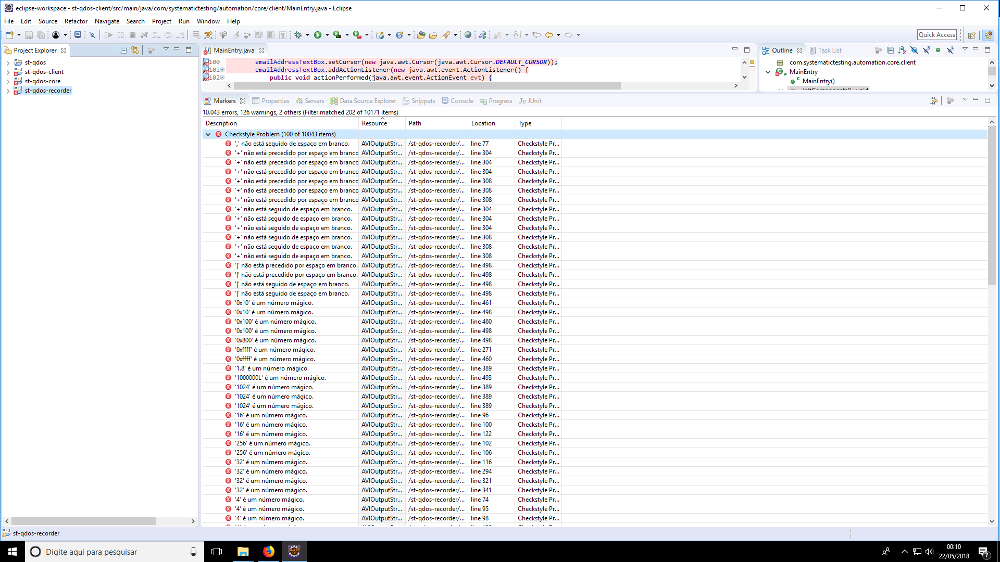 eclipse-workspace - st-qdos-client/src/main/java/com/systematictesting/automation/core/client/MainEntry.java - Eclipse
File Edit Source Refactor Navigate Search Project Run Window Help
Quick Access
Project Explorer
st-qdos
st-qdos-client
st-qdos-core
st-qdos-recorder
MainEntry.java
100 emailAddressTextBox.setCursor(new java.awt.Cursor(java.awt.Cursor.DEFAULT_CURSOR));
101 emailAddressTextBox.addActionListener(new java.awt.event.ActionListener() {
102 public void actionPerformed(java.awt.event.ActionEvent evt) {
Outline Task List
com.systematictesting.automation.core.client
MainEntry
MainEntry()
initComponents() : void
Markers Properties Servers Data Source Explorer Snippets Console Progress JUnit
10.043 errors, 126 warnings, 2 others (Filter matched 202 of 10171 items)
Description Resource Path Location Type
Checkstyle Problem (100 of 10043 items)
',' não está seguido de espaço em branco. AVIOutputStr... /st-qdos-recorder/... line 77 Checkstyle Pr...
'+' não está precedido por espaço em branco AVIOutputStr... /st-qdos-recorder/... line 304 Checkstyle Pr...
'+' não está precedido por espaço em branco AVIOutputStr... /st-qdos-recorder/... line 304 Checkstyle Pr...
'+' não está precedido por espaço em branco AVIOutputStr... /st-qdos-recorder/... line 304 Checkstyle Pr...
'+' não está precedido por espaço em branco AVIOutputStr... /st-qdos-recorder/... line 308 Checkstyle Pr...
'+' não está precedido por espaço em branco AVIOutputStr... /st-qdos-recorder/... line 308 Checkstyle Pr...
'+' não está precedido por espaço em branco AVIOutputStr... /st-qdos-recorder/... line 308 Checkstyle Pr...
'+' não está seguido de espaço em branco. AVIOutputStr... /st-qdos-recorder/... line 304 Checkstyle Pr...
'+' não está seguido de espaço em branco. AVIOutputStr... /st-qdos-recorder/... line 304 Checkstyle Pr...
'+' não está seguido de espaço em branco. AVIOutputStr... /st-qdos-recorder/... line 304 Checkstyle Pr...
'+' não está seguido de espaço em branco. AVIOutputStr... /st-qdos-recorder/... line 308 Checkstyle Pr...
'+' não está seguido de espaço em branco. AVIOutputStr... /st-qdos-recorder/... line 308 Checkstyle Pr...
'+' não está seguido de espaço em branco. AVIOutputStr... /st-qdos-recorder/... line 308 Checkstyle Pr...
'|' não está precedido por espaço em branco. AVIOutputStr... /st-qdos-recorder/... line 498 Checkstyle Pr...
'|' não está precedido por espaço em branco. AVIOutputStr... /st-qdos-recorder/... line 498 Checkstyle Pr...
'|' não está seguido de espaço em branco. AVIOutputStr... /st-qdos-recorder/... line 498 Checkstyle Pr...
'|' não está seguido de espaço em branco. AVIOutputStr... /st-qdos-recorder/... line 498 Checkstyle Pr...
'0x10' é um número mágico. AVIOutputStr... /st-qdos-recorder/... line 461 Checkstyle Pr...
'0x10' é um número mágico. AVIOutputStr... /st-qdos-recorder/... line 498 Checkstyle Pr...
'0x100' é um número mágico. AVIOutputStr... /st-qdos-recorder/... line 460 Checkstyle Pr...
'0x100' é um número mágico. AVIOutputStr... /st-qdos-recorder/... line 498 Checkstyle Pr...
'0x800' é um número mágico. AVIOutputStr... /st-qdos-recorder/... line 498 Checkstyle Pr...
'0xffff' é um número mágico. AVIOutputStr... /st-qdos-recorder/... line 271 Checkstyle Pr...
'0xffff' é um número mágico. AVIOutputStr... /st-qdos-recorder/... line 460 Checkstyle Pr...
'1.8' é um número mágico. AVIOutputStr... /st-qdos-recorder/... line 389 Checkstyle Pr...
'1000000L' é um número mágico. AVIOutputStr... /st-qdos-recorder/... line 493 Checkstyle Pr...
'1024' é um número mágico. AVIOutputStr... /st-qdos-recorder/... line 389 Checkstyle Pr...
'1024' é um número mágico. AVIOutputStr... /st-qdos-recorder/... line 389 Checkstyle Pr...
'1024' é um número mágico. AVIOutputStr... /st-qdos-recorder/... line 389 Checkstyle Pr...
'16' é um número mágico. AVIOutputStr... /st-qdos-recorder/... line 96 Checkstyle Pr...
'16' é um número mágico. AVIOutputStr... /st-qdos-recorder/... line 100 Checkstyle Pr...
'16' é um número mágico. AVIOutputStr... /st-qdos-recorder/... line 122 Checkstyle Pr...
'256' é um número mágico. AVIOutputStr... /st-qdos-recorder/... line 102 Checkstyle Pr...
'256' é um número mágico. AVIOutputStr... /st-qdos-recorder/... line 106 Checkstyle Pr...
'32' é um número mágico. AVIOutputStr... /st-qdos-recorder/... line 116 Checkstyle Pr...
'32' é um número mágico. AVIOutputStr... /st-qdos-recorder/... line 294 Checkstyle Pr...
'32' é um número mágico. AVIOutputStr... /st-qdos-recorder/... line 321 Checkstyle Pr...
'32' é um número mágico. AVIOutputStr... /st-qdos-recorder/... line 341 Checkstyle Pr...
'4' é um número mágico. AVIOutputStr... /st-qdos-recorder/... line 74 Checkstyle Pr...
'4' é um número mágico. AVIOutputStr... /st-qdos-recorder/... line 95 Checkstyle Pr...
'4' é um número mágico. AVIOutputStr... /st-qdos-recorder/... line 98 Checkstyle Pr...
st-qdos-recorder
Digite aqui para pesquisar
00:10
22/05/2018
7